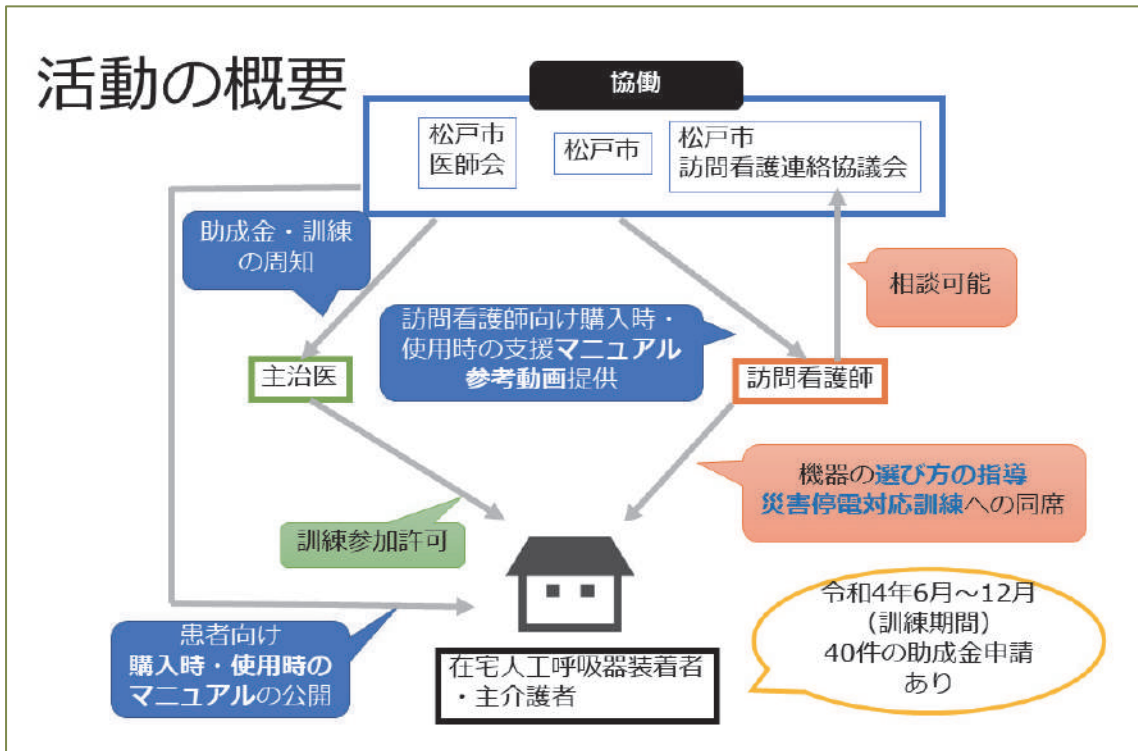 活動の概要
協働
松戸市
医師会
松戸市
松戸市
訪問看護連絡協議会
助成金・訓練
の周知
相談可能
訪問看護師向け購入時・
使用時の支援マニュアル
参考動画提供
主治医
訪問看護師
機器の選び方の指導
災害停電対応訓練への同席
訓練参加許可
令和4年6月～12月
（訓練期間）
40件の助成金申請
あり
患者向け
購入時・使用時の
マニュアルの公開
在宅人工呼吸器装着者
・主介護者